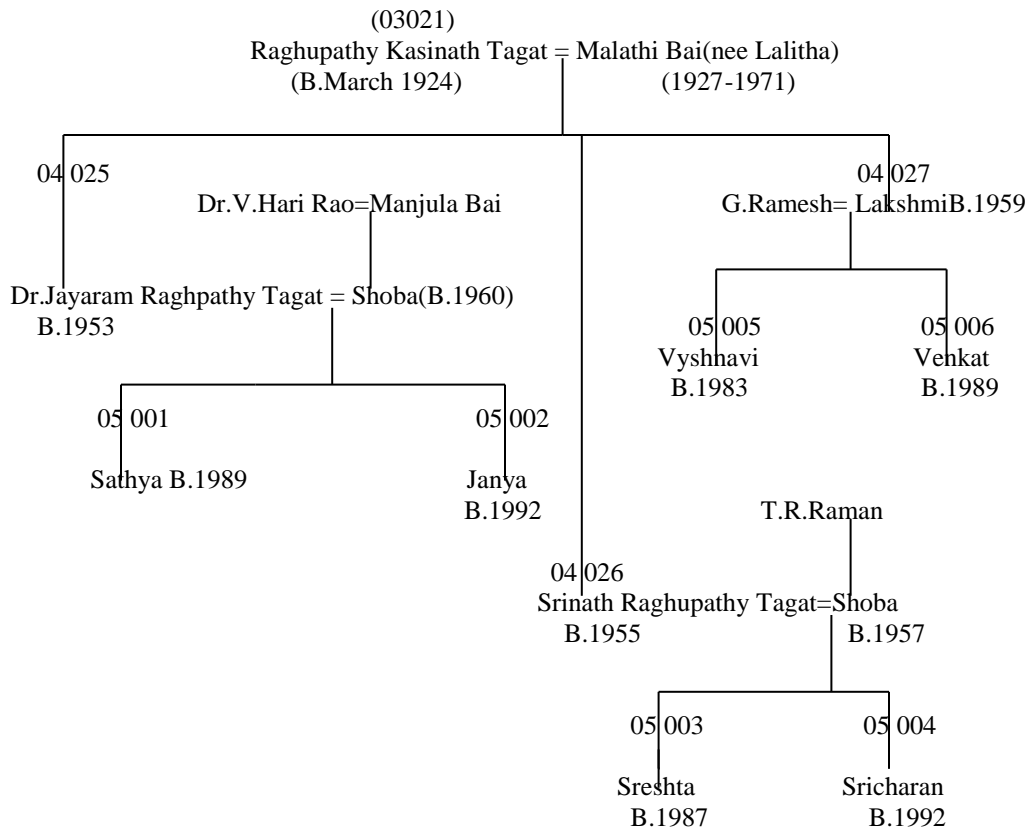 (03021)
Raghupathy Kasinath Tagat = Malathi Bai(nee Lalitha)
(B.March 1924) (1927-1971)
04 025
04 027
Dr.V.Hari Rao=Manjula Bai
G.Ramesh= LakshmiB.1959
Dr.Jayaram Raghpathy Tagat = Shoba(B.1960)
B.1953
05 005
05 006
Vyshnavi
Venkat
B.1983
B.1989
05 001
05 002
Sathya B.1989
Janya
B.1992
T.R.Raman
04 026
Srinath Raghupathy Tagat=Shoba
B.1955
B.1957
05 003
05 004
Sreshta
Sricharan
B.1987
B.1992